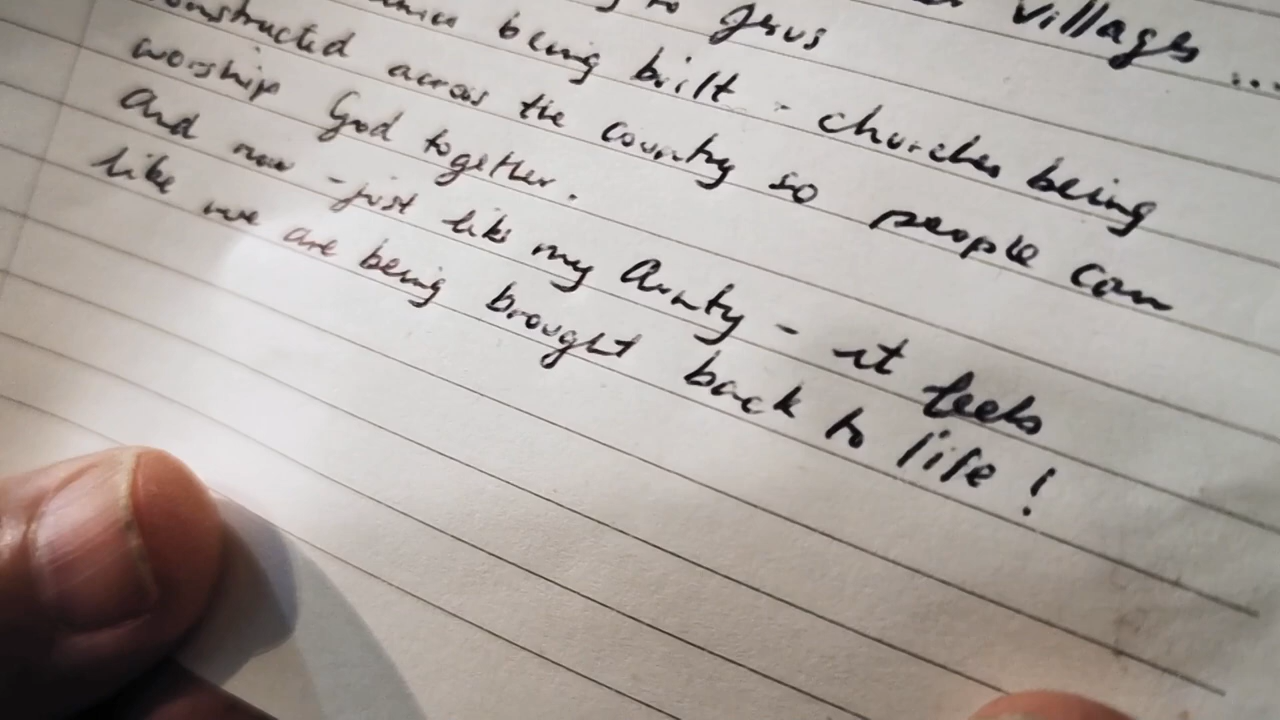 villages ...
to Jesus
being built - churches being
constructed across the country so people can
worship God together.
And now - just like my Aunty - it feels
like we are being brought back to life!